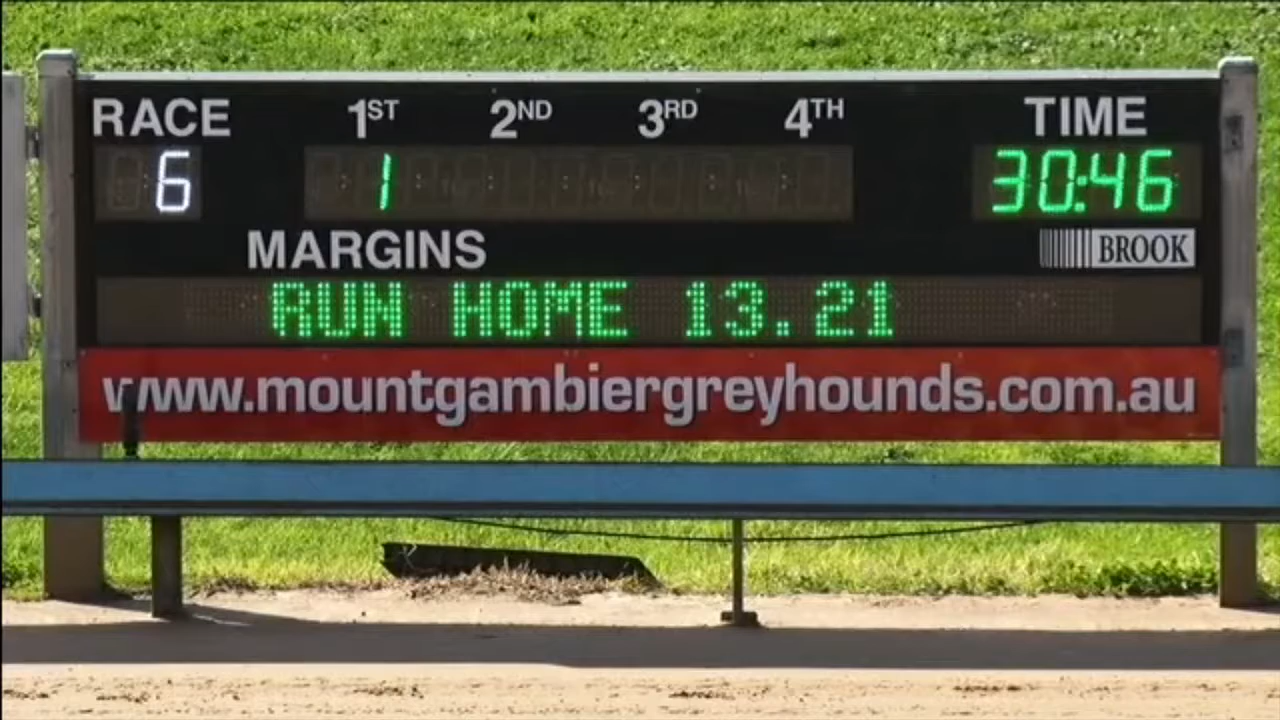 RACE 1ST 2ND 3RD 4TH TIME
6 1 30:46
MARGINS BROOK
RUN HOME 13.21
www.mountgambiergreyhounds.com.au